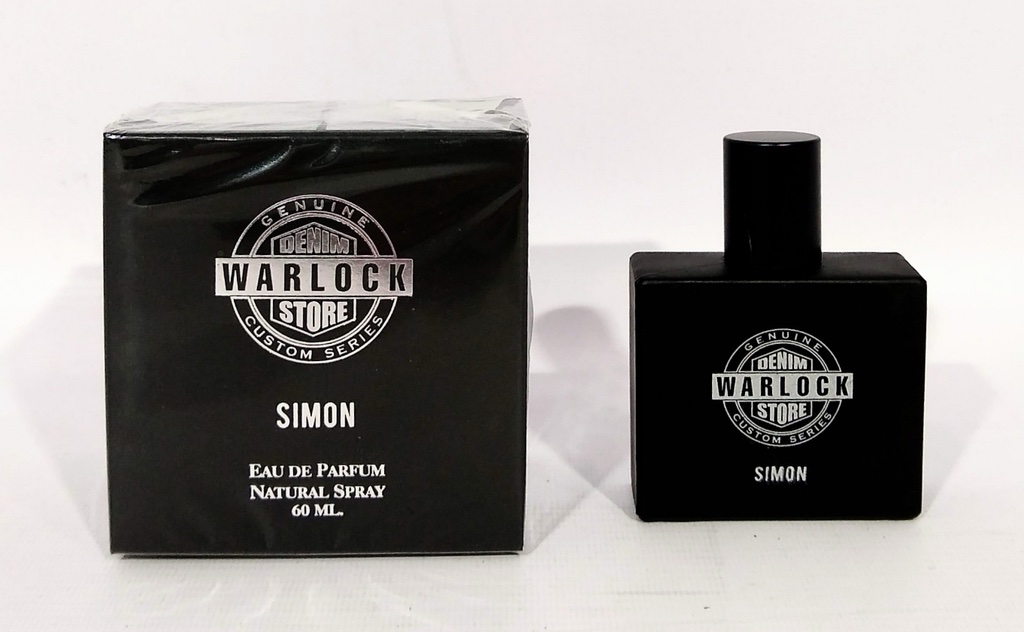 GENUINE
DENIM
WARLOCK
STORE
CUSTOM SERIES
SIMON
EAU DE PARFUM
NATURAL SPRAY
60 ML.
GENUINE
DENIM
WARLOCK
STORE
CUSTOM SERIES
SIMON